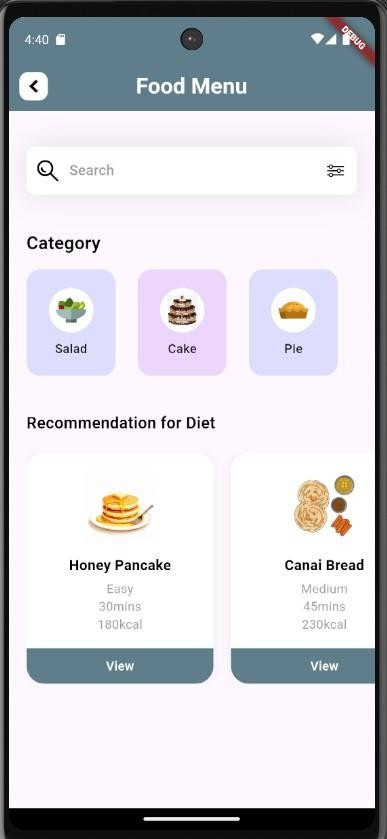 4:40
DEBUG
Food Menu
Search
Category
Salad
Cake
Pie
Recommendation for Diet
Honey Pancake
Easy
30mins
180kcal
View
Canai Bread
Medium
45mins
230kcal
View